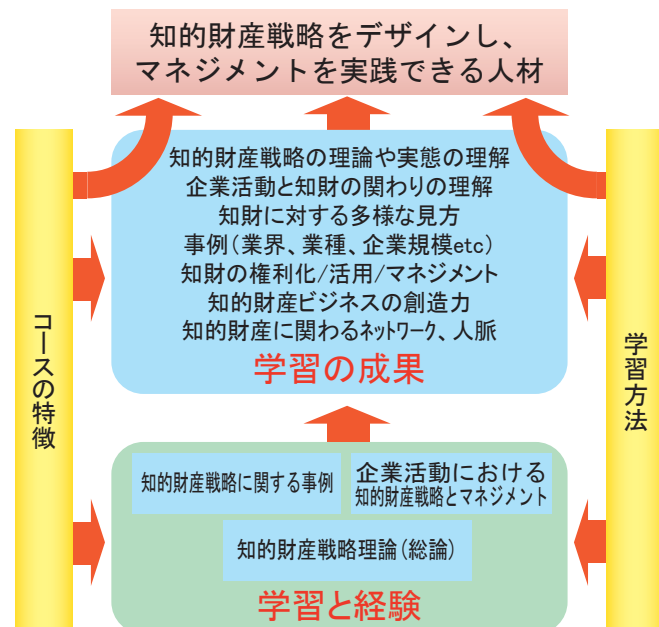 知的財産戦略をデザインし、
マネジメントを実践できる人材
知的財産戦略の理論や実態の理解
企業活動と知財の関わりの理解
知財に対する多様な見方
事例(業界、業種、企業規模etc)
知財の権利化/活用/マネジメント
知的財産ビジネスの創造力
知的財産に関わるネットワーク、人脈
学習の成果
コースの特徴
学習方法
知的財産戦略に関する事例
企業活動における
知的財産戦略とマネジメント
知的財産戦略理論(総論)
学習と経験